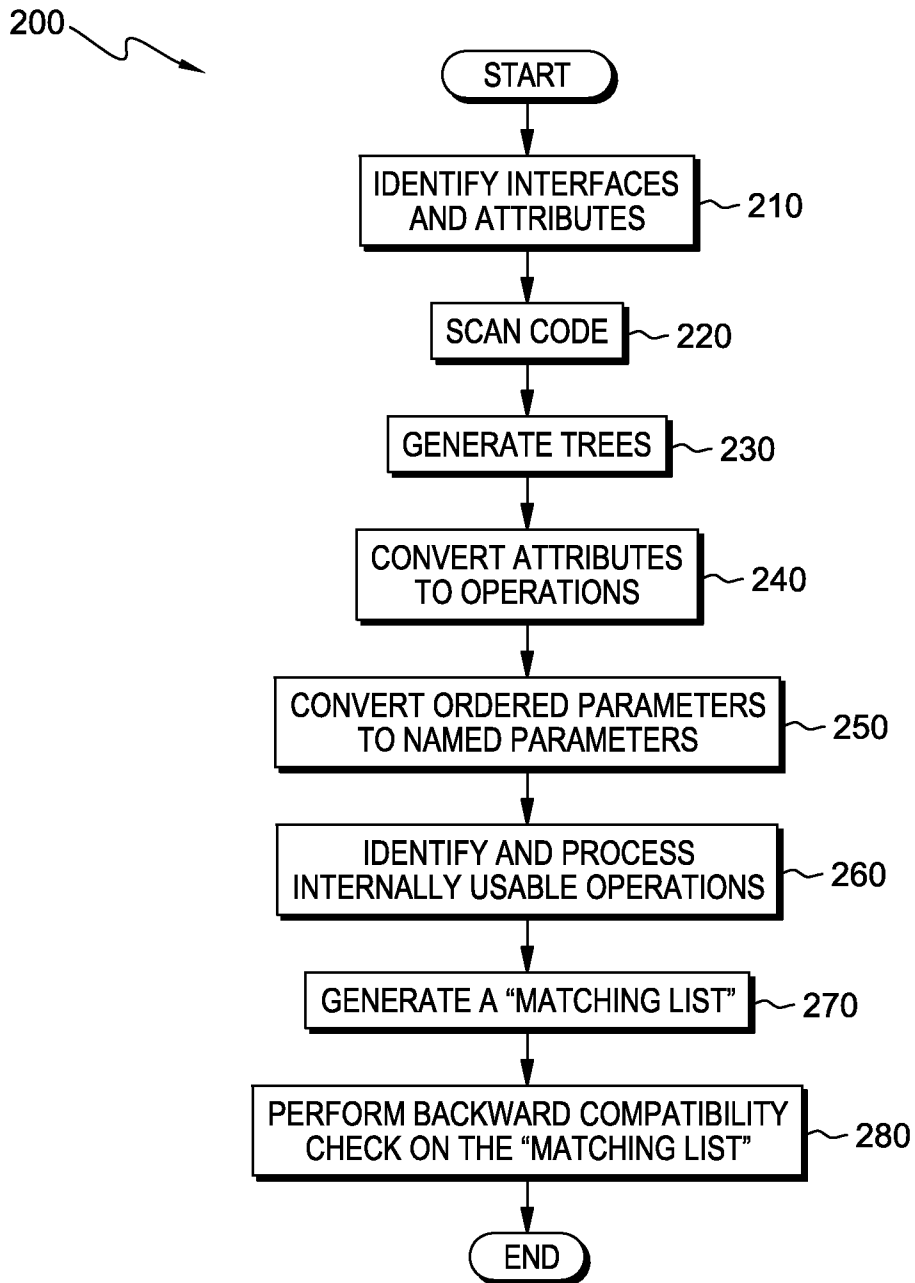 200
START
IDENTIFY INTERFACES
AND ATTRIBUTES
210
SCAN CODE
220
GENERATE TREES
230
CONVERT ATTRIBUTES
TO OPERATIONS
240
CONVERT ORDERED PARAMETERS
TO NAMED PARAMETERS
250
IDENTIFY AND PROCESS
INTERNALLY USABLE OPERATIONS
260
GENERATE A “MATCHING LIST”
270
PERFORM BACKWARD COMPATIBILITY
CHECK ON THE “MATCHING LIST”
280
END